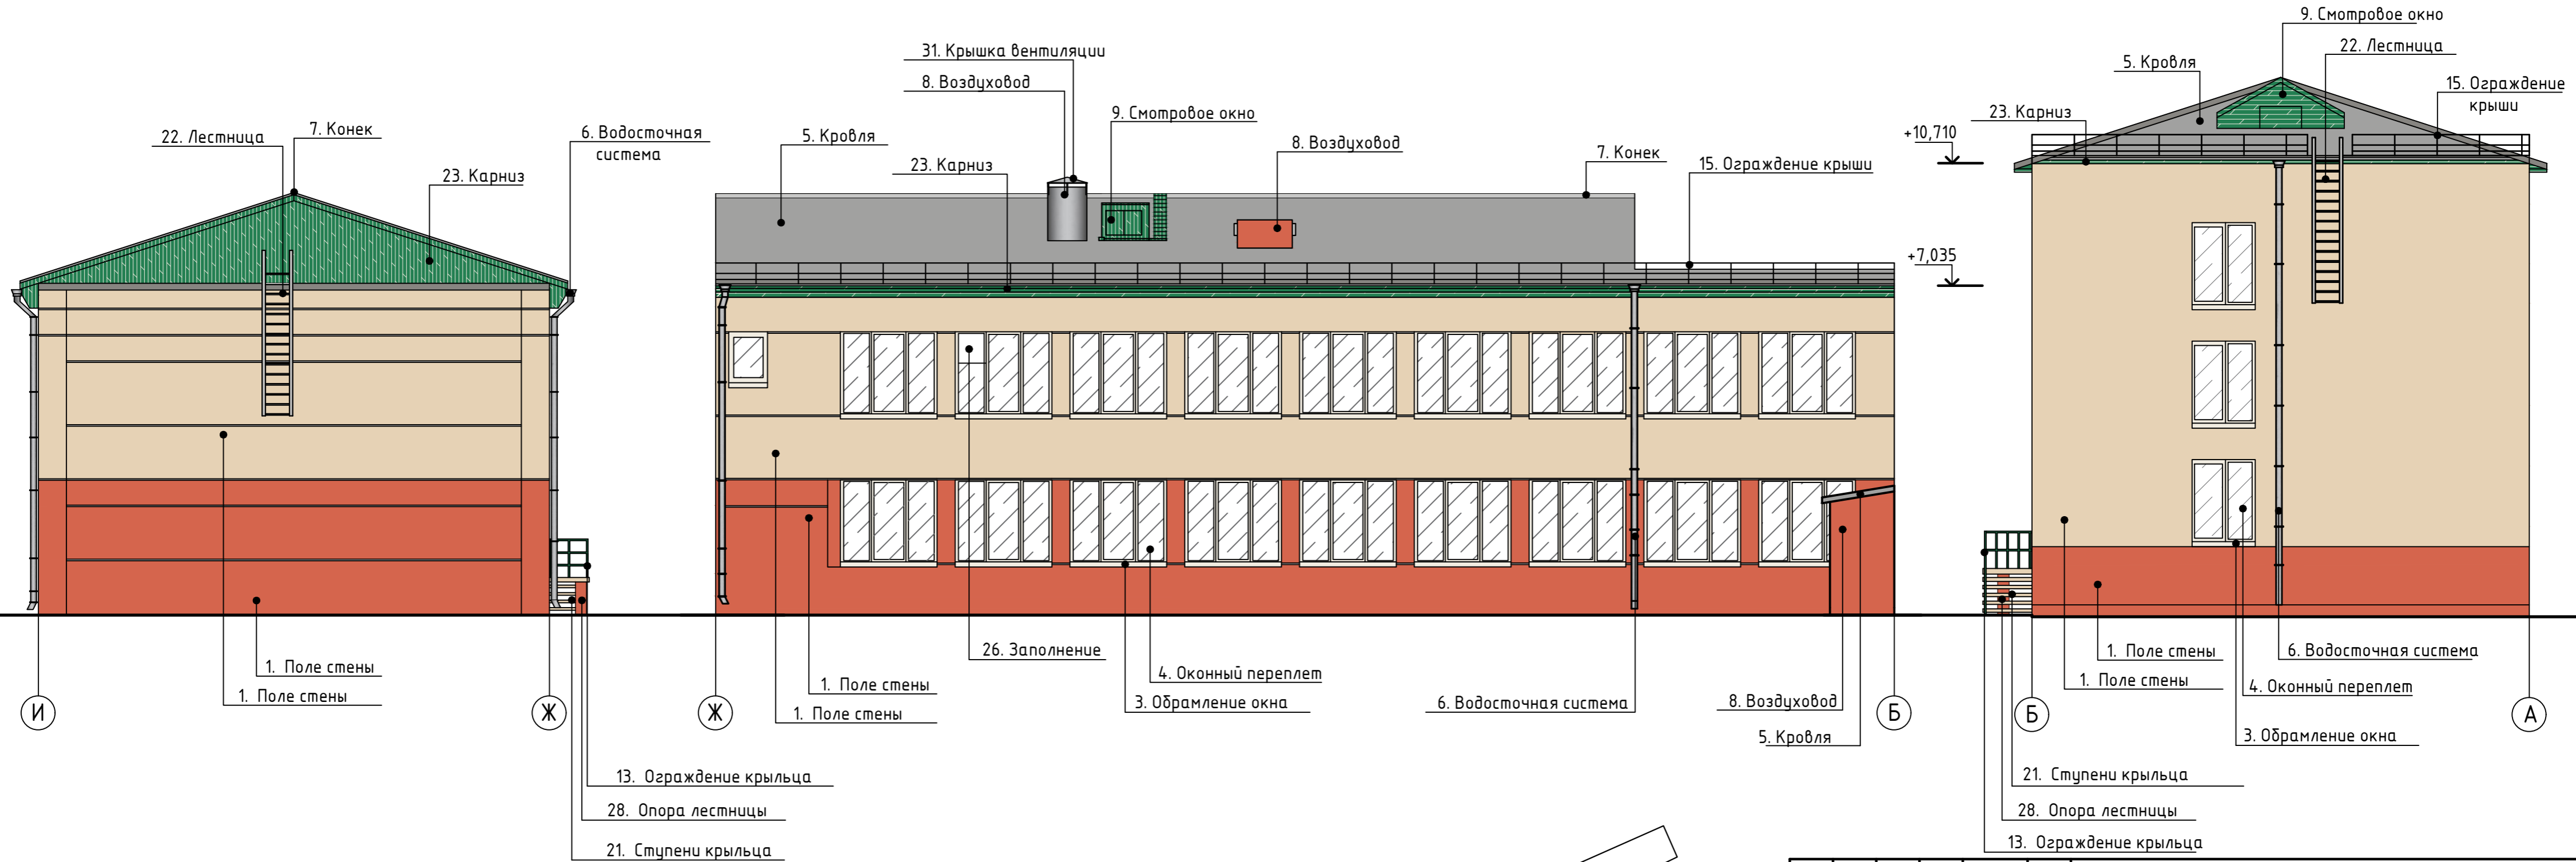 22. Лестница
7. Конек
6. Водосточная
система
23. Карниз
И
Ж
1. Поле стены
1. Поле стены
13. Ограждение крыльца
28. Опора лестницы
21. Ступени крыльца
31. Крышка вентиляции
8. Воздуховод
9. Смотровое окно
5. Кровля
8. Воздуховод
23. Карниз
7. Конек
15. Ограждение крыши
26. Заполнение
4. Оконный переплет
1. Поле стены
3. Обрамление окна
1. Поле стены
6. Водосточная система
8. Воздуховод
5. Кровля
Ж
Б
9. Смотровое окно
22. Лестница
5. Кровля
15. Ограждение
крыши
23. Карниз
+10,710
+7,035
1. Поле стены
6. Водосточная система
1. Поле стены
4. Оконный переплет
3. Обрамление окна
Б
А
21. Ступени крыльца
28. Опора лестницы
13. Ограждение крыльца